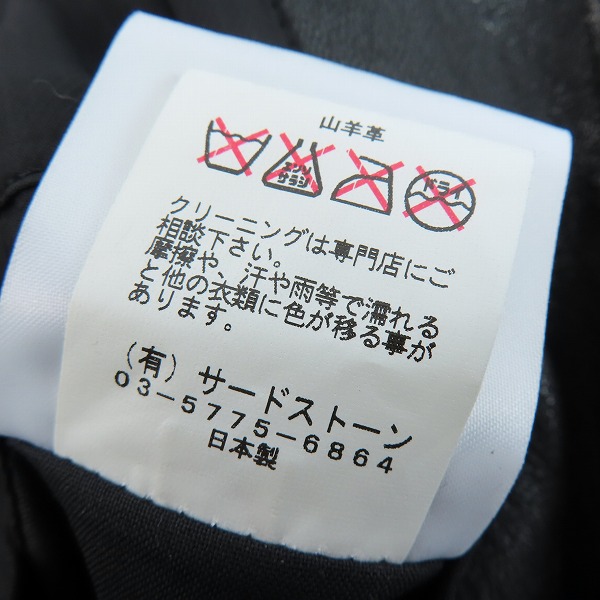 山羊革
エンソ
サラシ
ドライ
クリーニングは専門店にご
相談下さい。
摩擦や、汗や雨等で濡れる
と他の衣類に色が移る事が
あります。
（有）サードストーン
03-5775-6864
日本製